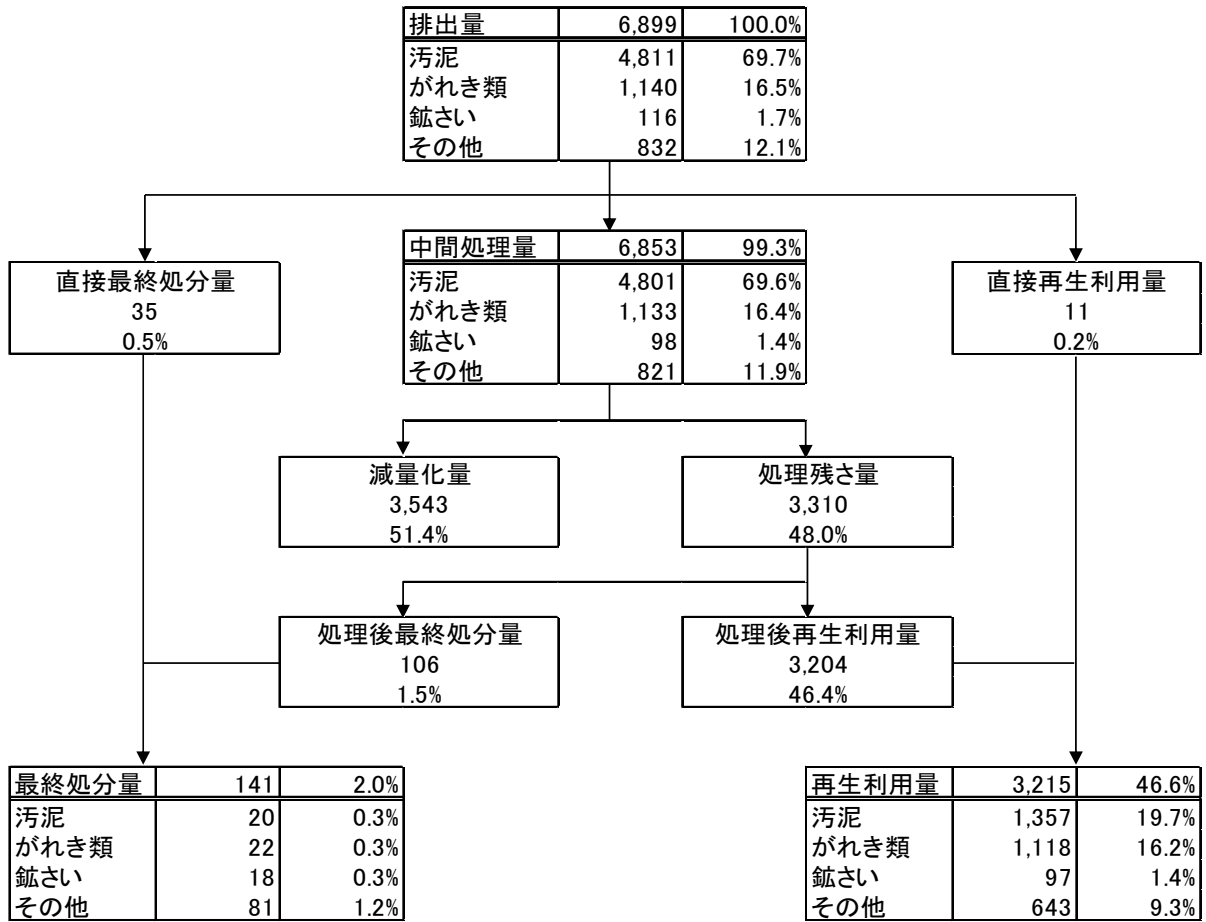 排出量 6,899 100.0%
汚泥 4,811 69.7%
がれき類 1,140 16.5%
鉱さい 116 1.7%
その他 832 12.1%
直接最終処分量
35
0.5%
中間処理量 6,853 99.3%
汚泥 4,801 69.6%
がれき類 1,133 16.4%
鉱さい 98 1.4%
その他 821 11.9%
直接再生利用量
11
0.2%
減量化量
3,543
51.4%
処理残さ量
3,310
48.0%
処理後最終処分量
106
1.5%
処理後再生利用量
3,204
46.4%
最終処分量 141 2.0%
汚泥 20 0.3%
がれき類 22 0.3%
鉱さい 18 0.3%
その他 81 1.2%
再生利用量 3,215 46.6%
汚泥 1,357 19.7%
がれき類 1,118 16.2%
鉱さい 97 1.4%
その他 643 9.3%